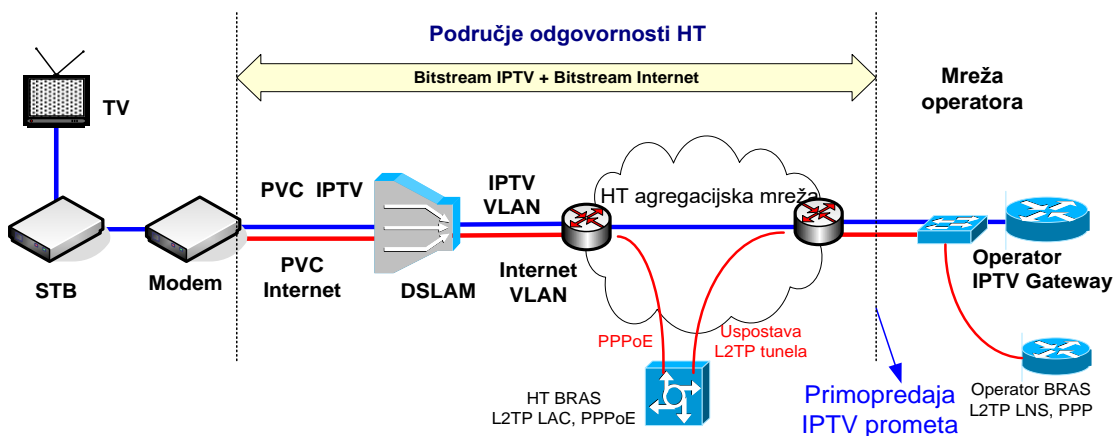 Područje odgovornosti HT
Bitstream IPTV + Bitstream Internet
Mreža
operatora
TV
PVC IPTV
IPTV
VLAN
HT agregacijska mreža
STB
Modem
PVC
Internet
DSLAM
Internet
VLAN
Operator
IPTV Gateway
PPPoE
Uspostava
L2TP tunela
HT BRAS
L2TP LAC, PPPoE
Primopredaja
IPTV prometa
Operator BRAS
L2TP LNS, PPP